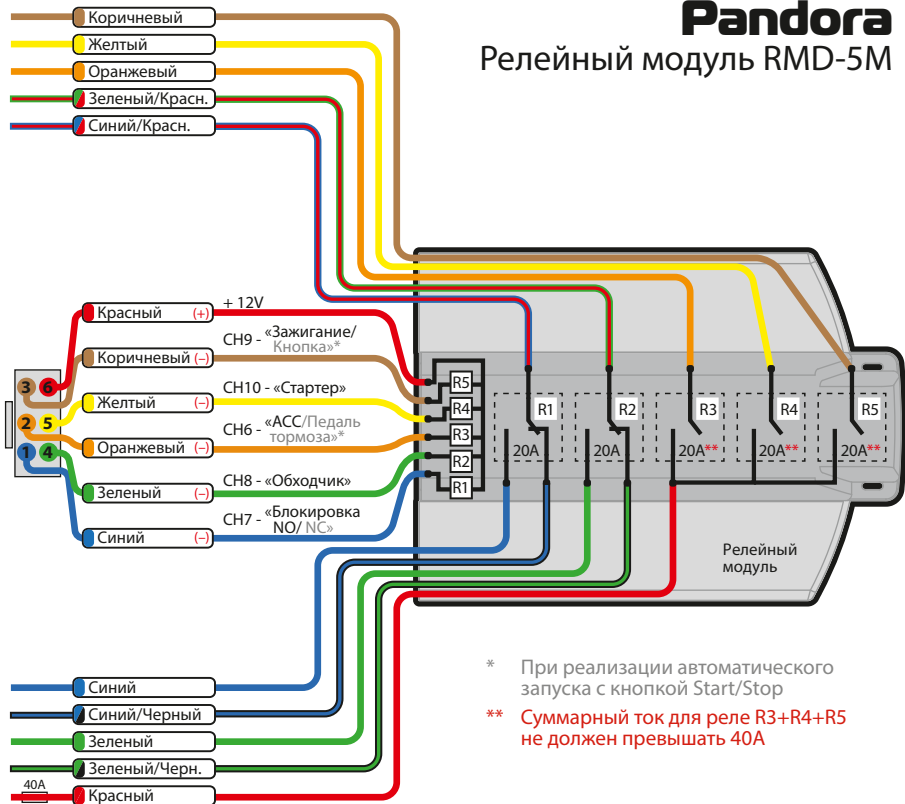 Pandora
Релейный модуль RMD-5M
Коричневый
Желтый
Оранжевый
Зеленый/Красн.
Синий/Красн.
Красный (+)
+ 12V
Коричневый (–)
CH9 - «Зажигание/
Кнопка»*
Желтый (–)
CH10 - «Стартер»
Оранжевый (–)
CH6 - «ACC/Педаль
тормоза»*
Зеленый (–)
CH8 - «Обходчик»
Синий (–)
CH7 - «Блокировка
NO/ NC»
3 6
2 5
1 4
R5
R4
R3
R2
R1
R1 R2 R3 R4 R5
20A 20A 20A** 20A** 20A**
Релейный
модуль
Синий
Синий/Черный
Зеленый
Зеленый/Черн.
40A
Красный
* При реализации автоматического
запуска с кнопкой Start/Stop
** Суммарный ток для реле R3+R4+R5
не должен превышать 40A